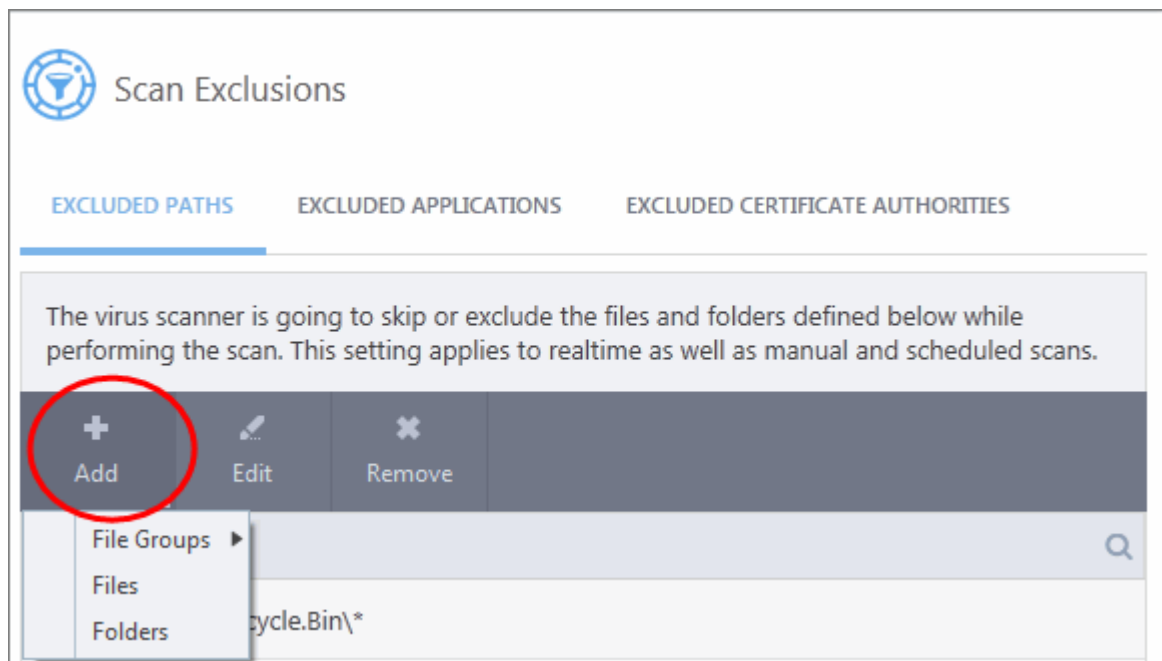 Scan Exclusions
EXCLUDED PATHS EXCLUDED APPLICATIONS EXCLUDED CERTIFICATE AUTHORITIES
The virus scanner is going to skip or exclude the files and folders defined below while
performing the scan. This setting applies to realtime as well as manual and scheduled scans.
Add Edit Remove
File Groups
Files
Folders
cycle.Bin\*